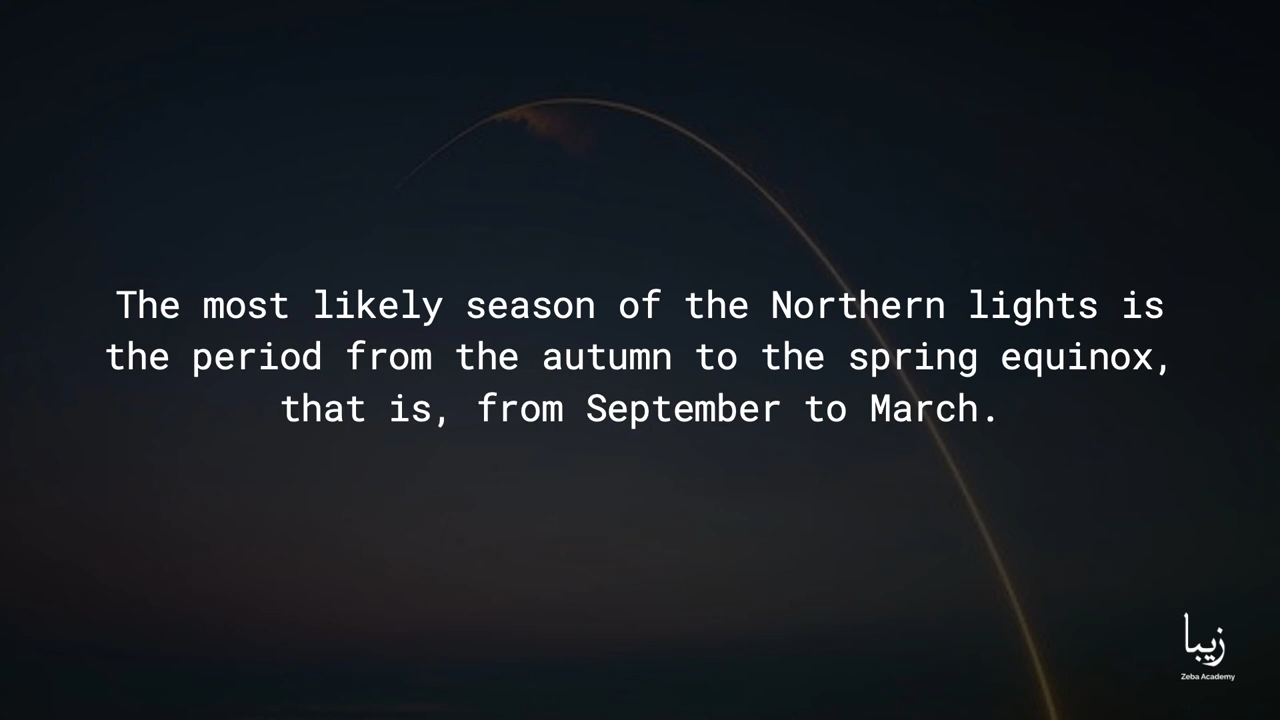 The most likely season of the Northern lights is
the period from the autumn to the spring equinox,
that is, from September to March.
زیبا
Zeba Academy